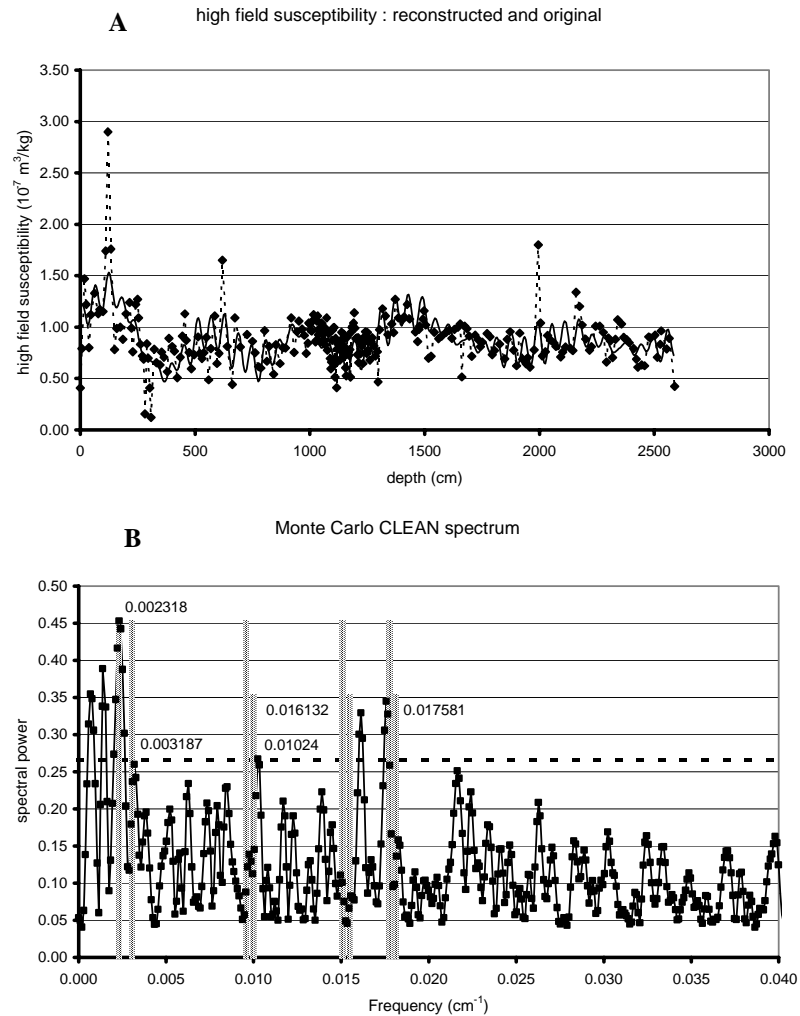 A
high field susceptibility : reconstructed and original
3.50
3.00
2.50
2.00
1.50
1.00
0.50
0.00
high field susceptibility (10^7 m^3/kg)
0 500 1000 1500 2000 2500 3000
depth (cm)
B
Monte Carlo CLEAN spectrum
0.50
0.45
0.40
0.35
0.30
0.25
0.20
0.15
0.10
0.05
0.00
spectral power
0.002318
0.016132
0.017581
0.003187
0.01024
0.000 0.005 0.010 0.015 0.020 0.025 0.030 0.035 0.040
Frequency (cm^-1)